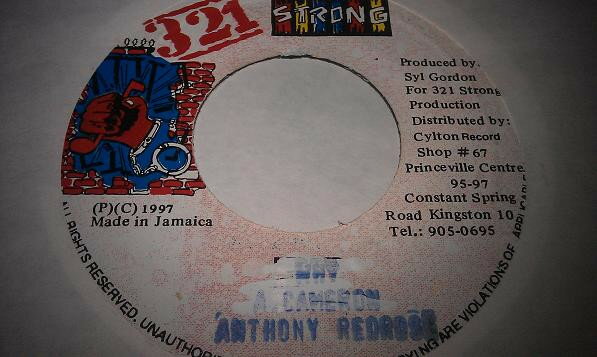 321
STRONG
Produced by.
Syl Gordon
For 321 Strong
Production
Distributed by:
Cylton Record
Shop # 67
Princeville Centre
95-97
Constant Spring
Road Kingston 10
Tel.: 905-0695
(P)(C) 1997
Made in Jamaica
A. CAMERON
ANTHONY REDROSE
ALL RIGHTS RESERVED. UNAUTHORI
YING ARE VIOLATIONS OF APPLICABLE